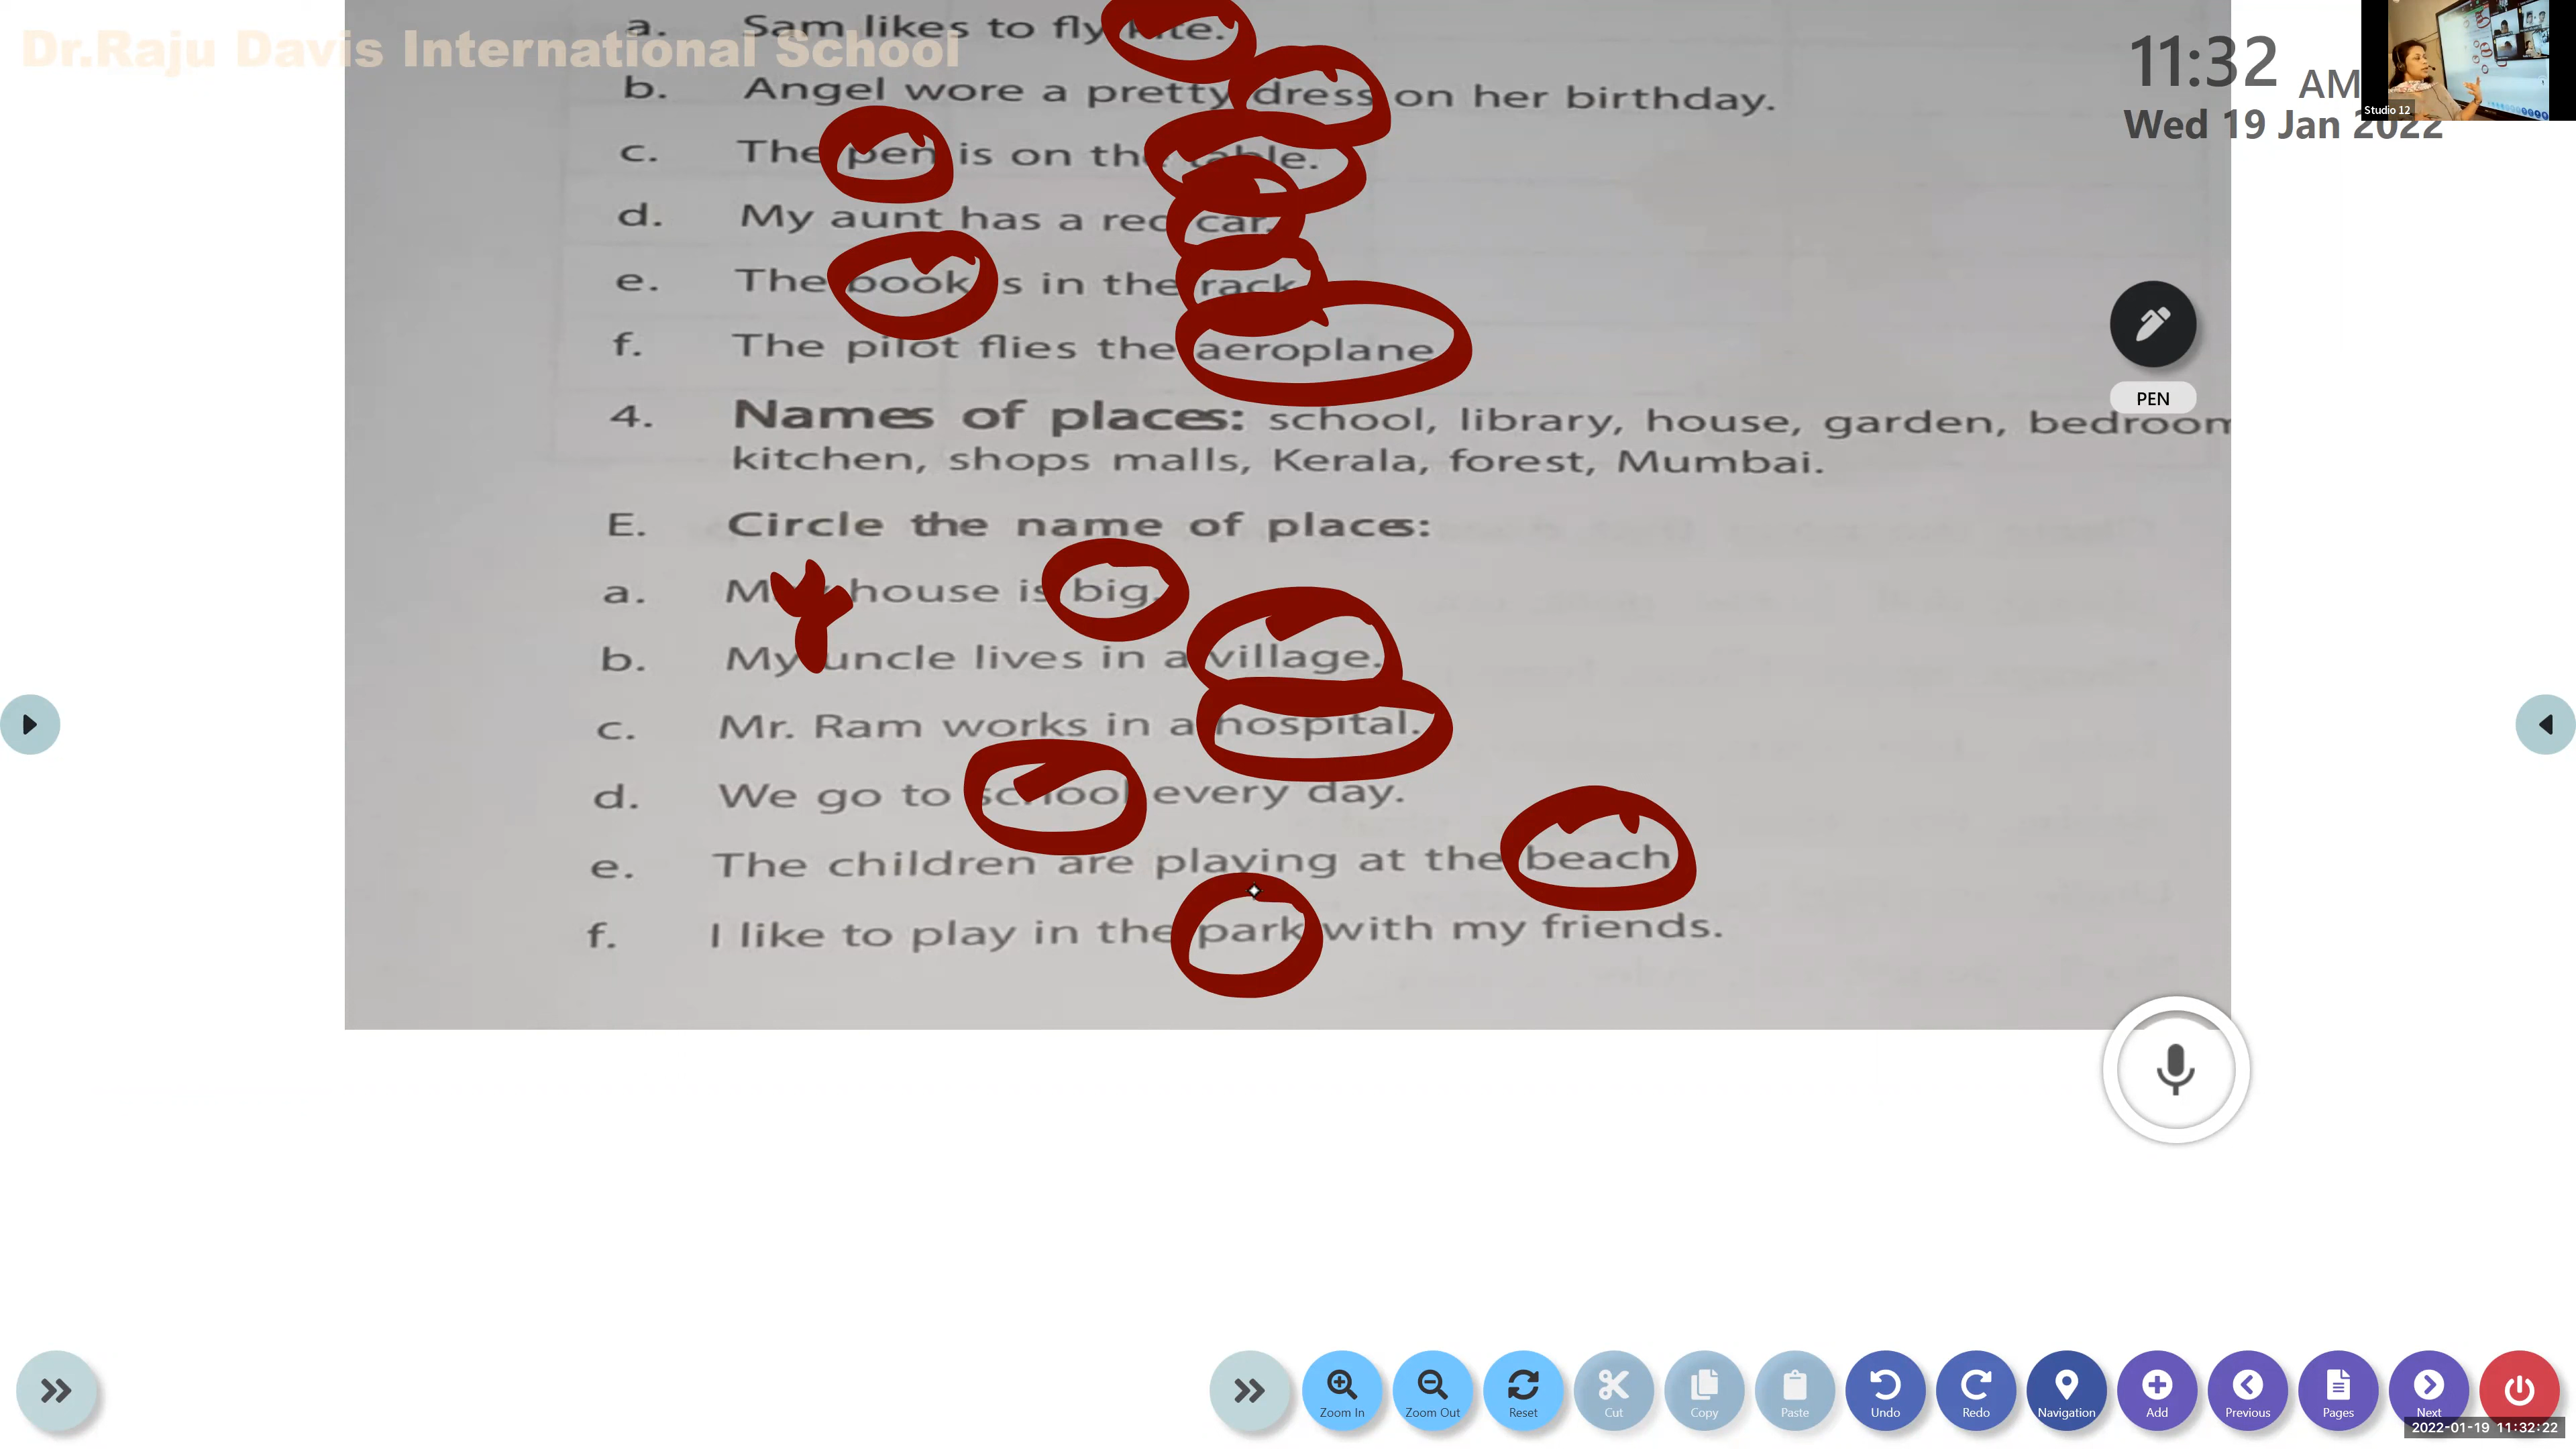 Dr.Raju Davis International School
11:32 AM
Wed 19 Jan 2022
Studio 12
a. Sam likes to fly kite.
b. Angel wore a pretty dress on her birthday.
c. The pen is on the table.
d. My aunt has a red car.
e. The book is in the rack
f. The pilot flies the aeroplane
PEN
4. Names of places: school, library, house, garden, bedroom
kitchen, shops malls, Kerala, forest, Mumbai.
E. Circle the name of places:
a. house is big.
b. My uncle lives in a village.
c. Mr. Ram works in a hospital.
d. We go to school every day.
e. The children are playing at the beach
f. I like to play in the park with my friends.
Zoom In Zoom Out Reset Cut Copy Paste Undo Redo Navigation Add Previous Pages Next
2022-01-19 11:32:22